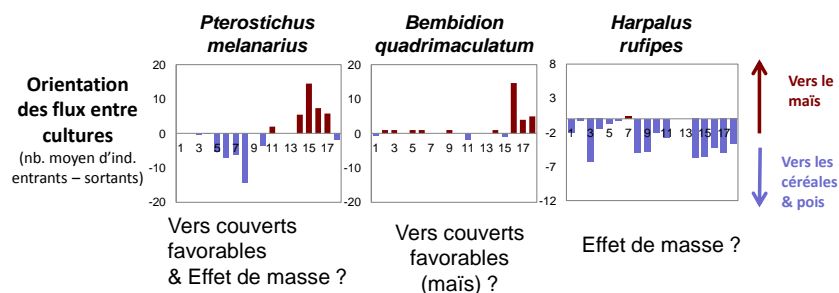 Pterostichus
melanarius
Bembidion
quadrimaculatum
Harpalus
rufipes
Orientation
des flux entre
cultures
(nb. moyen d'ind.
entrants – sortants)
20
10
0
-10
-20
1 3 5 7 9 11 13 15 17
20
10
0
-10
-20
1 3 5 7 9 11 13 15 17
8
3
-2
-7
-12
1 3 5 7 9 11 13 15 17
Vers le
maïs
Vers les
céréales
& pois
Vers couverts
favorables
& Effet de masse ?
Vers couverts
favorables
(maïs) ?
Effet de masse ?